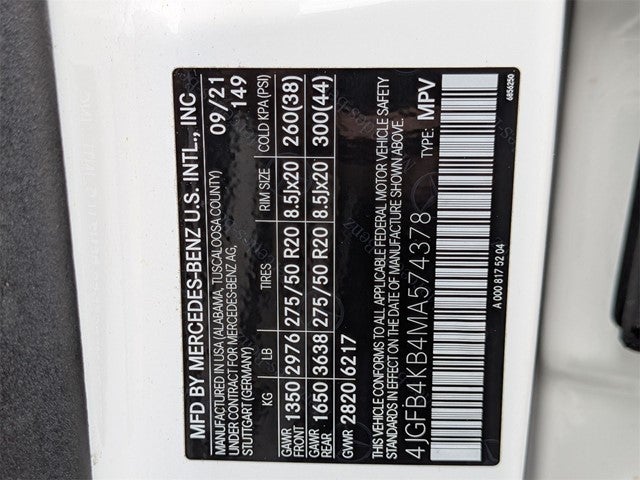 MFD BY MERCEDES-BENZ U.S. INTL., INC
MANUFACTURED IN USA (ALABAMA, TUSCALOOSA COUNTY) 09/21
UNDER CONTRACT FOR MERCEDES-BENZ AG, 149
STUTTGART (GERMANY)
KG LB TIRES RIM SIZE COLD KPA (PSI)
GAWR FRONT 1350 2976 275/50 R20 8.5Jx20 260(38)
GAWR REAR 1650 3638 275/50 R20 8.5Jx20 300(44)
GVWR 2820 6217
THIS VEHICLE CONFORMS TO ALL APPLICABLE FEDERAL MOTOR VEHICLE SAFETY
STANDARDS IN EFFECT ON THE DATE OF MANUFACTURE SHOWN ABOVE.
4JGFB4KB4MA574378 TYPE: MPV
A 000 817 52 04 6856250